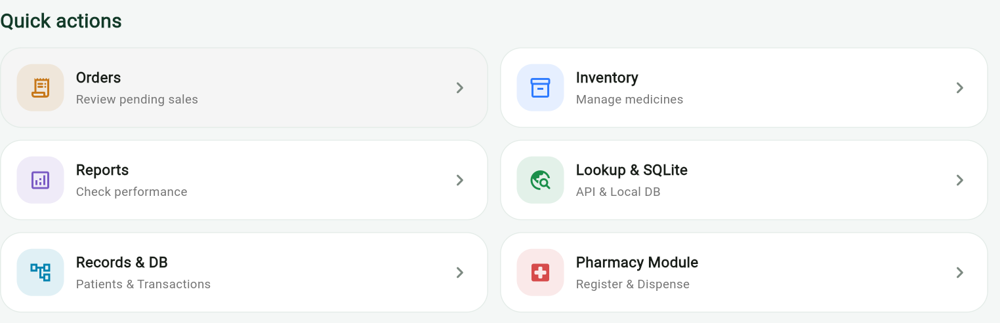 Quick actions
Orders
Review pending sales
Inventory
Manage medicines
Reports
Check performance
Lookup & SQLite
API & Local DB
Records & DB
Patients & Transactions
Pharmacy Module
Register & Dispense